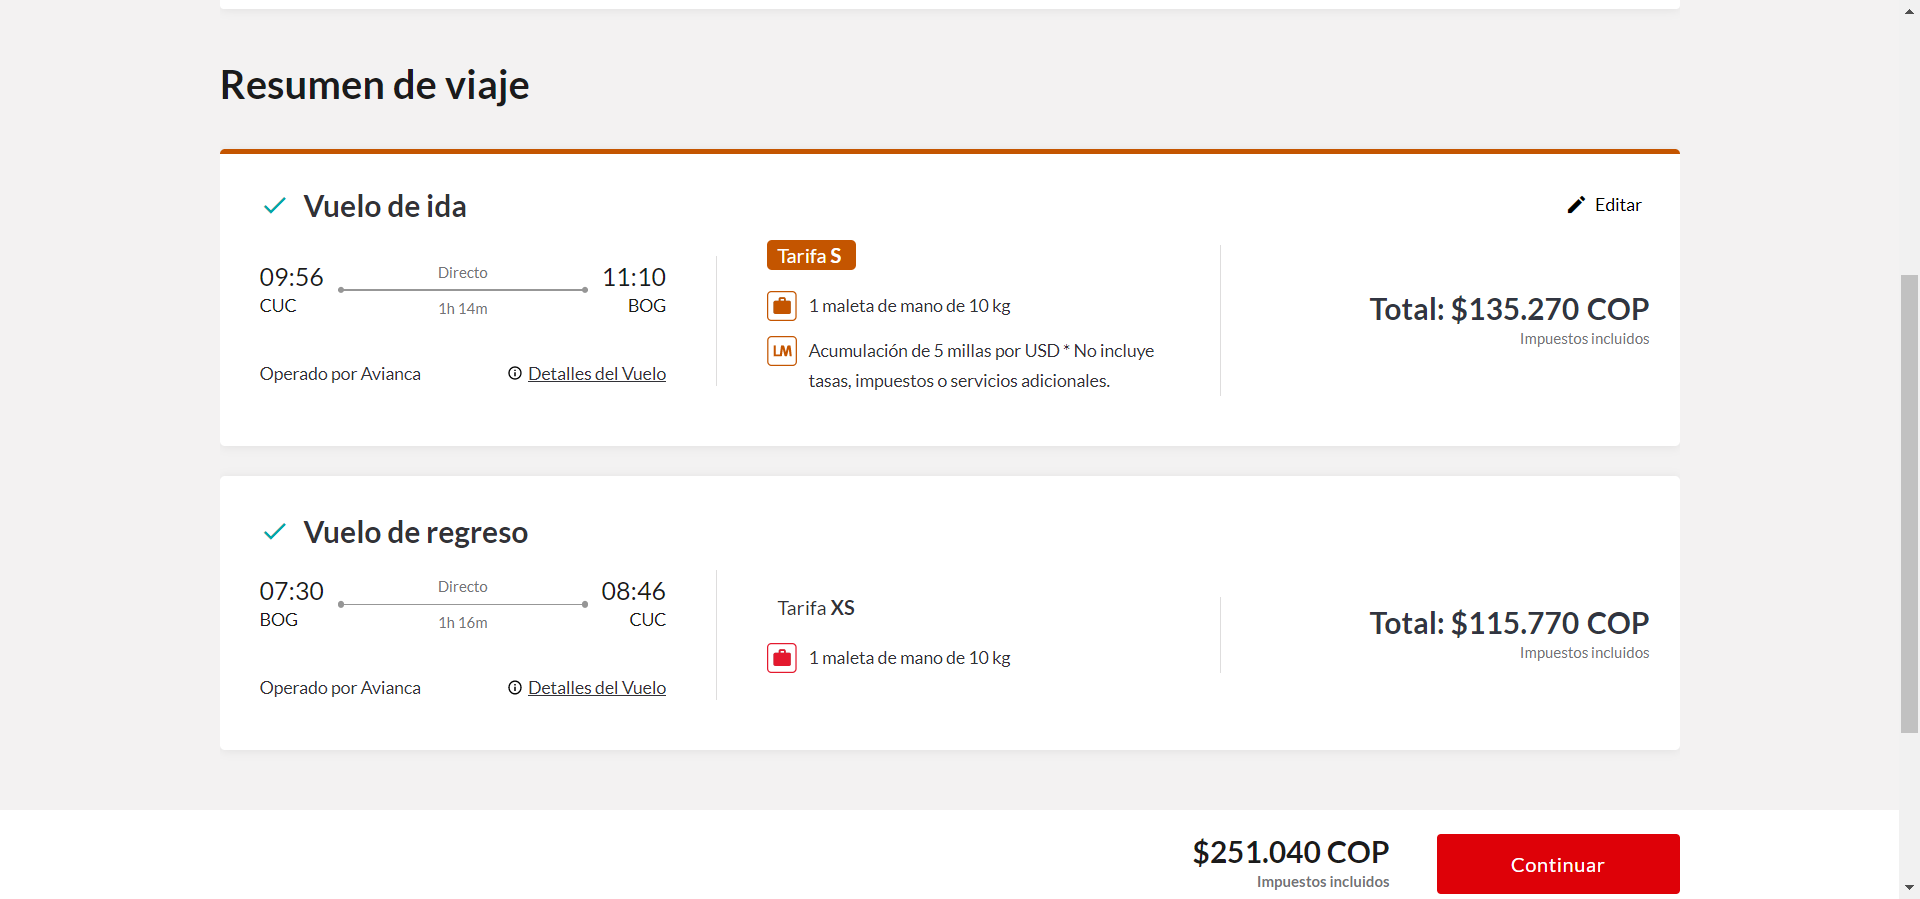 Resumen de viaje
Vuelo de ida
Editar
09:56
Directo
11:10
CUC
1h 14m
BOG
Operado por Avianca
Detalles del Vuelo
Tarifa S
1 maleta de mano de 10 kg
LM
Acumulación de 5 millas por USD * No incluye
tasas, impuestos o servicios adicionales.
Total: $135.270 COP
Impuestos incluidos
Vuelo de regreso
07:30
Directo
08:46
BOG
1h 16m
CUC
Operado por Avianca
Detalles del Vuelo
Tarifa XS
1 maleta de mano de 10 kg
Total: $115.770 COP
Impuestos incluidos
$251.040 COP
Impuestos incluidos
Continuar